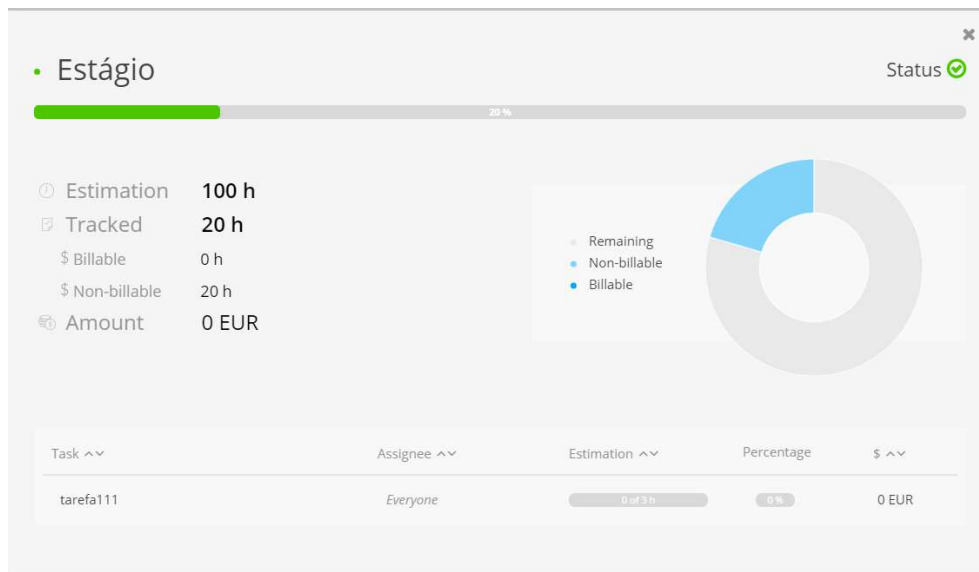 Estágio
Status
20 %
Estimation 100 h
Tracked 20 h
$ Billable 0 h
$ Non-billable 20 h
Amount 0 EUR
Remaining
Non-billable
Billable
Task Assignee Estimation Percentage $
tarefa111 Everyone 0 of 3 h 0 % 0 EUR